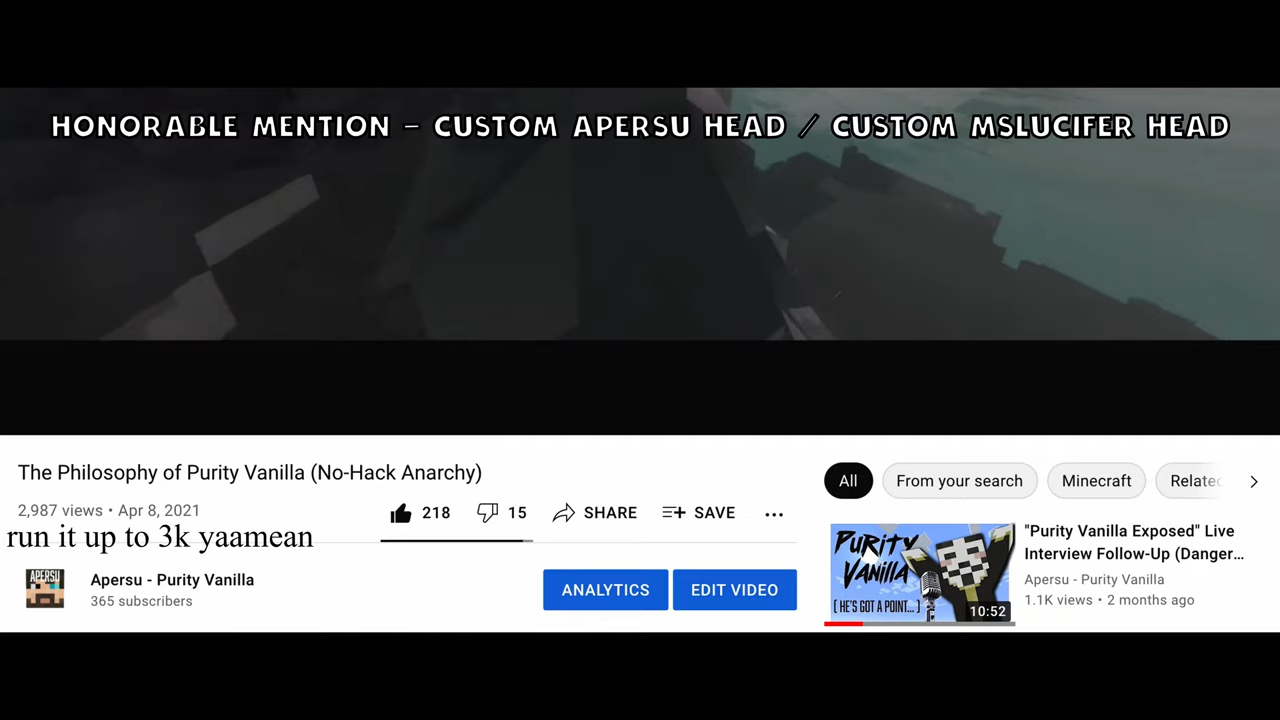 HONORABLE MENTION - CUSTOM APERSU HEAD / CUSTOM MSLUCIFER HEAD
The Philosophy of Purity Vanilla (No-Hack Anarchy)
2,987 views • Apr 8, 2021
218
15
SHARE
SAVE
run it up to 3k yaamean
APERSU
Apersu - Purity Vanilla
365 subscribers
ANALYTICS
EDIT VIDEO
All
From your search
Minecraft
Related
PURITY
VANILLA
[ HE'S GOT A POINT... ]
10:52
"Purity Vanilla Exposed" Live
Interview Follow-Up (Danger...
Apersu - Purity Vanilla
1.1K views • 2 months ago